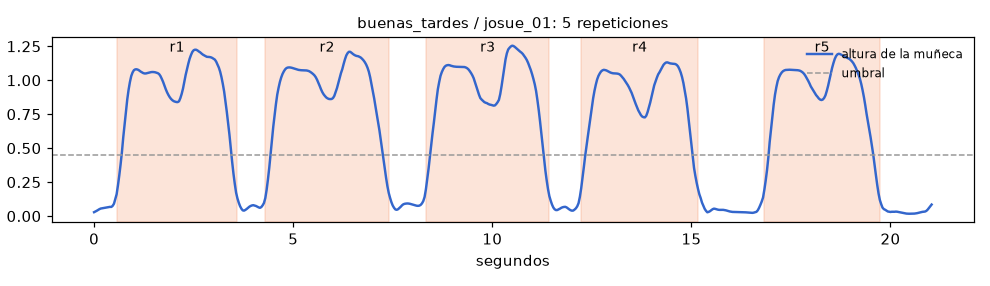 buenas_tardes / josue_01: 5 repeticiones
r1 r2 r3 r4 r5
altura de la muñeca
umbral
1.25
1.00
0.75
0.50
0.25
0.00
0 5 10 15 20
segundos